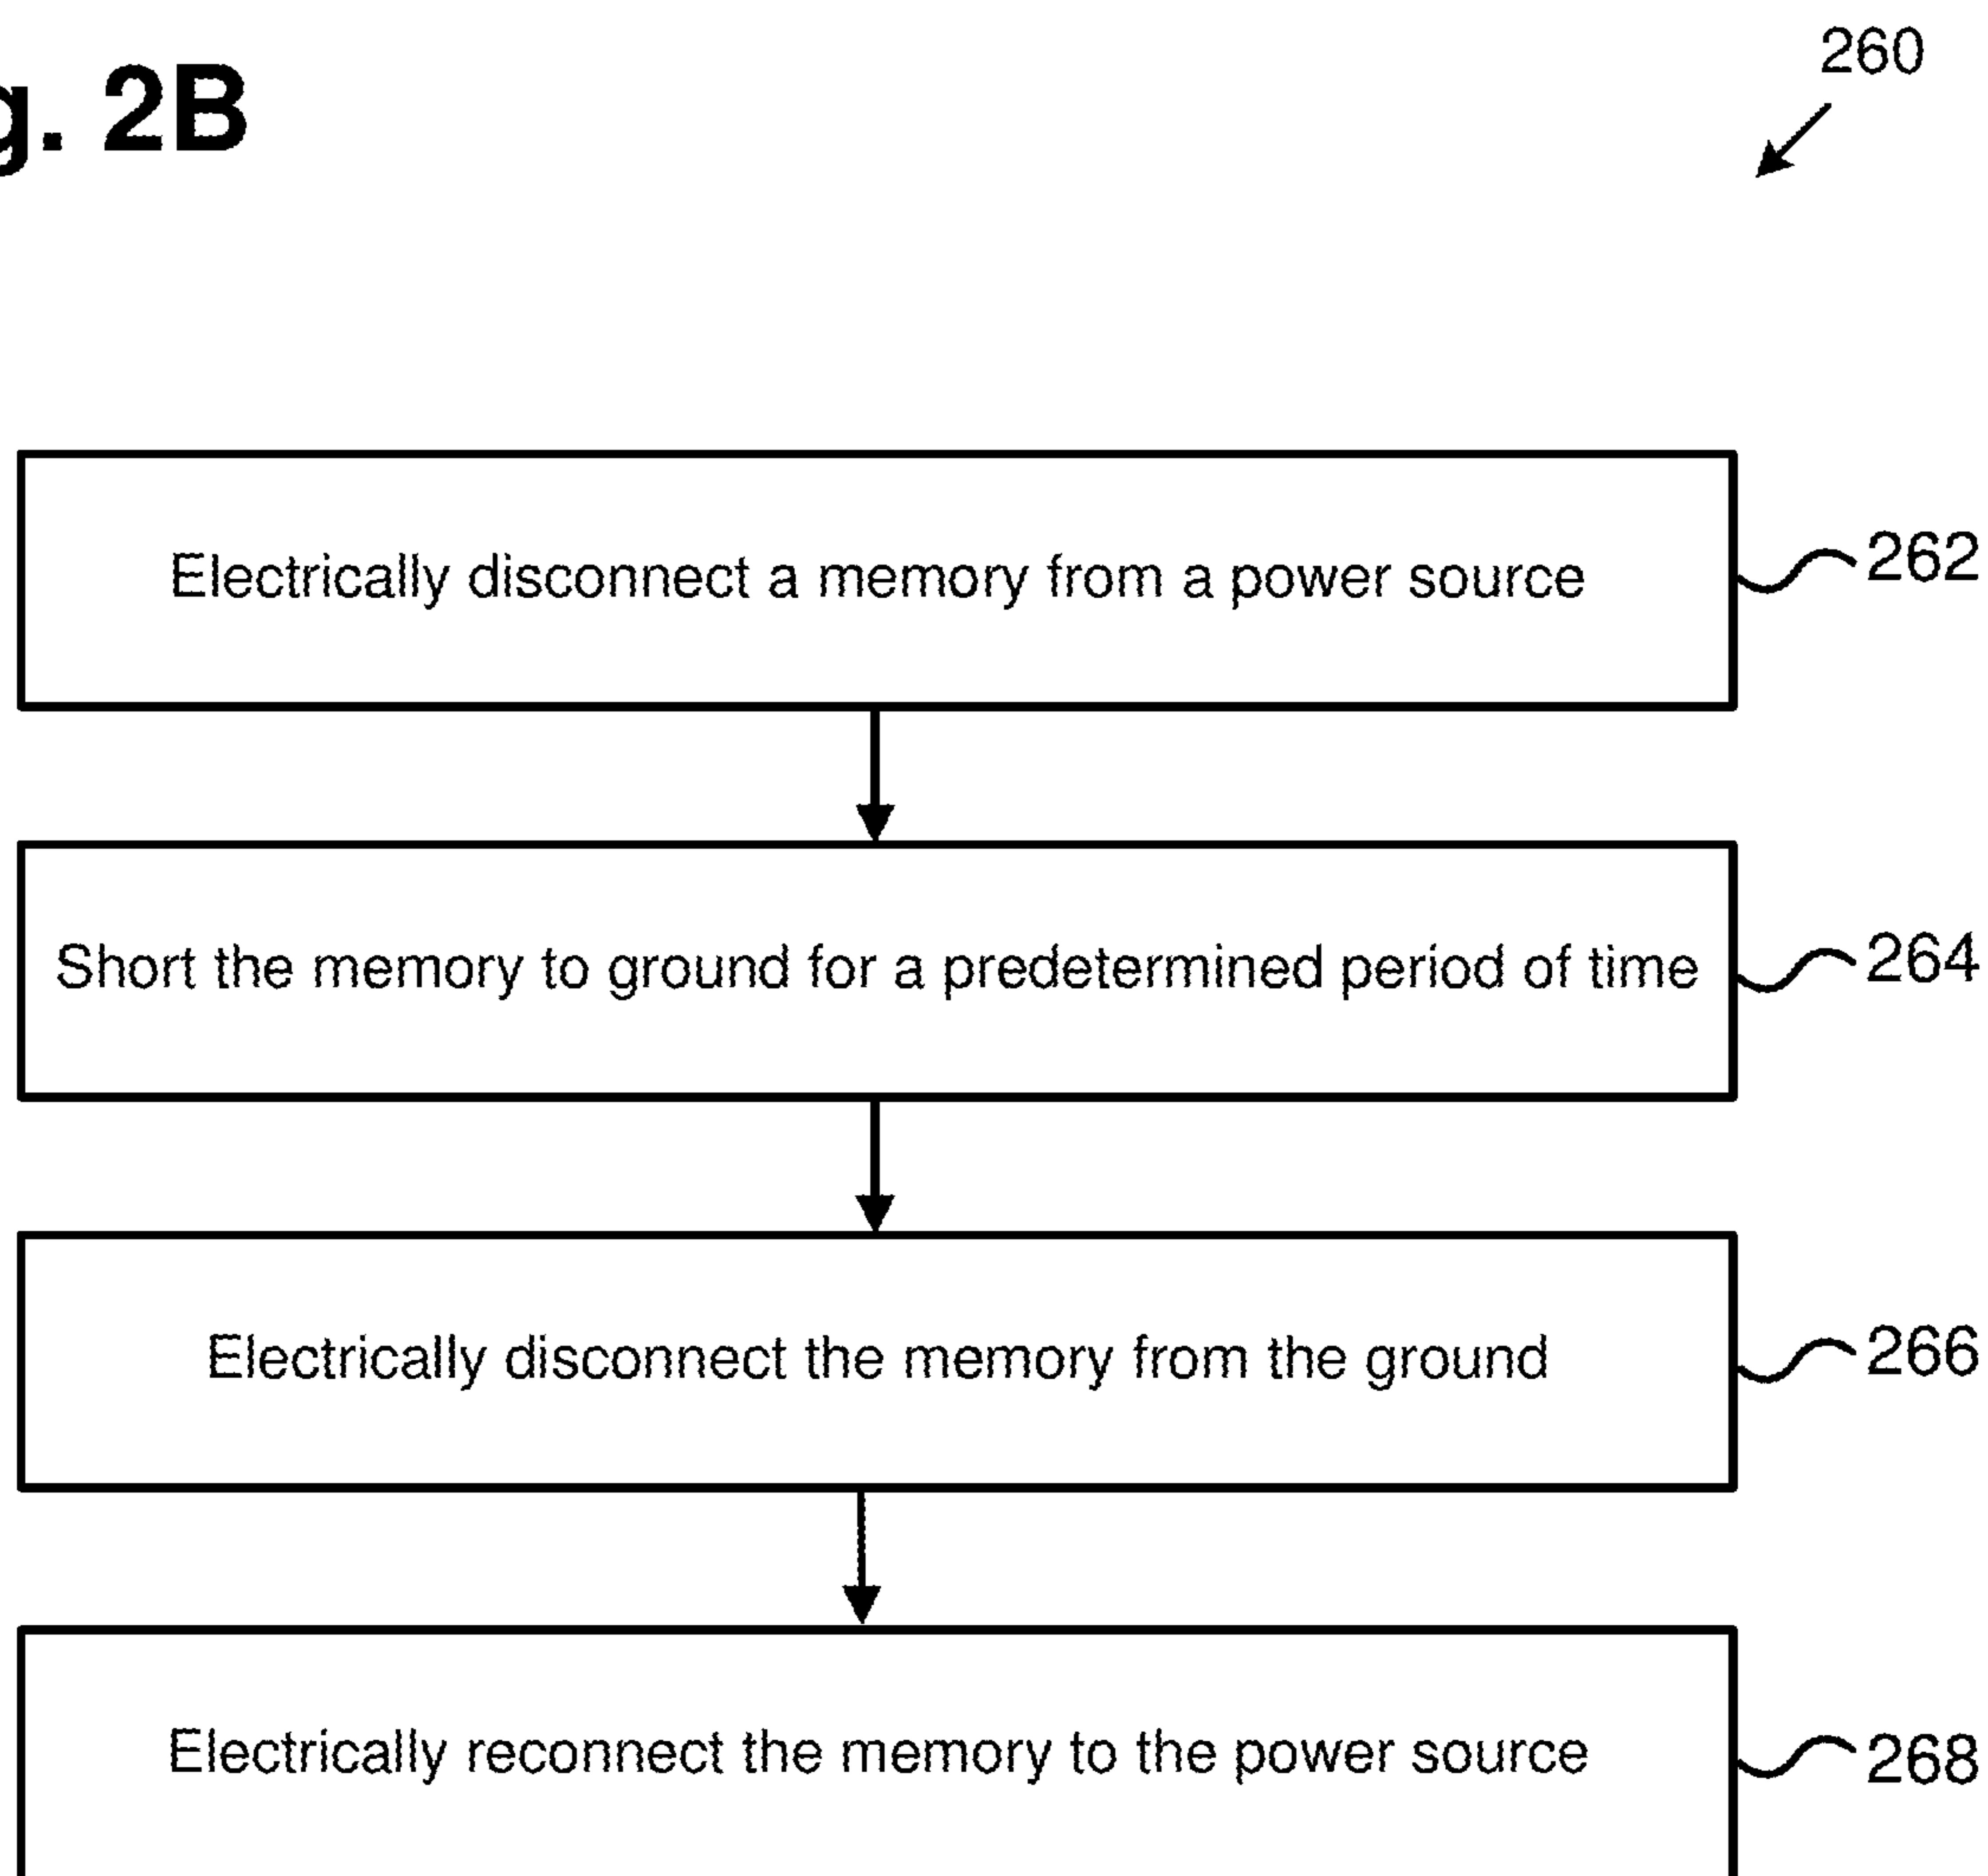 g. 2B
260
Electrically disconnect a memory from a power source
262
Short the memory to ground for a predetermined period of time
264
Electrically disconnect the memory from the ground
266
Electrically reconnect the memory to the power source
268